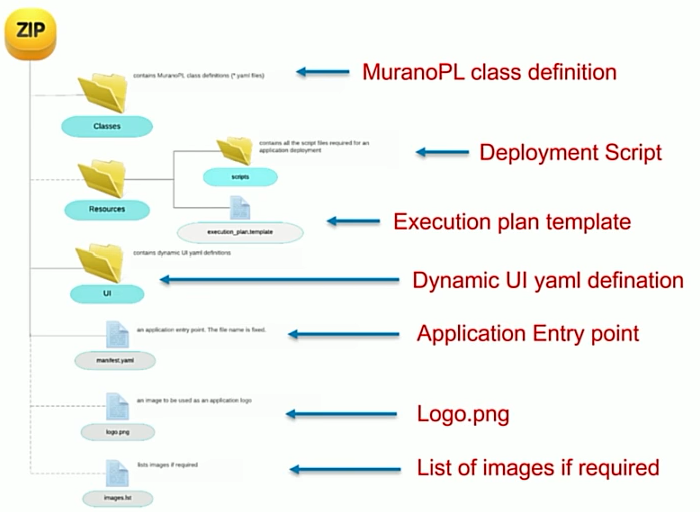 ZIP
contains MuranoPL class definitions (*.yaml files)
MuranoPL class definition
Classes
contains all the script files required for an
application deployment
Deployment Script
scripts
Resources
Execution plan template
execution_plan.template
contains dynamic UI yaml definitions
Dynamic UI yaml defination
UI
an application entry point. The file name is fixed.
Application Entry point
manifest.yaml
an image to be used as an application logo
Logo.png
logo.png
lists images if required
List of images if required
images.lst